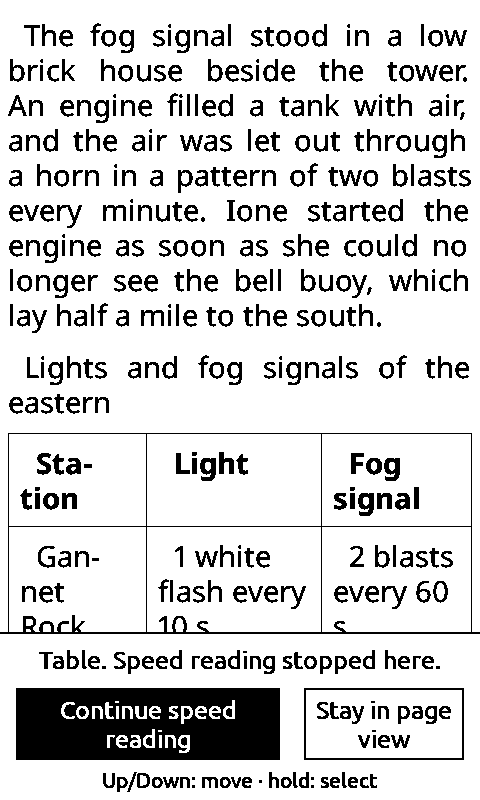 The fog signal stood in a low
brick house beside the tower.
An engine filled a tank with air,
and the air was let out through
a horn in a pattern of two blasts
every minute. Ione started the
engine as soon as she could no
longer see the bell buoy, which
lay half a mile to the south.
Lights and fog signals of the
eastern
Sta-
tion
Light
Fog
signal
Gan-
net
Rock
1 white
flash every
10 s
2 blasts
every 60
s
Table. Speed reading stopped here.
Continue speed
reading
Stay in page
view
Up/Down: move · hold: select